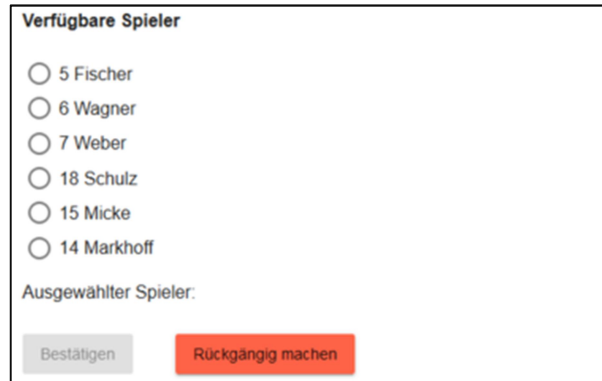 Verfügbare Spieler
5 Fischer
6 Wagner
7 Weber
18 Schulz
15 Micke
14 Markhoff
Ausgewählter Spieler:
Bestätigen Rückgängig machen